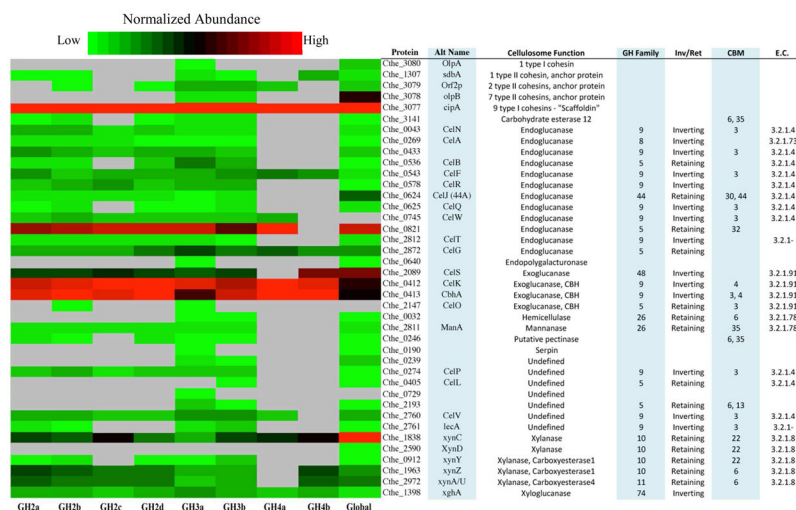 Normalized Abundance
Low High
Protein Alt Name Cellulosome Function GH Family Inv/Ret CBM E.C.
Cthe_3080 OlpA 1 type I cohesin
Cthe_1307 sdbA 1 type II cohesin, anchor protein
Cthe_3079 Orf2p 2 type II cohesins, anchor protein
Cthe_3078 olpB 7 type II cohesins, anchor protein
Cthe_3077 cipA 9 type I cohesins - "Scaffoldin"
Cthe_3141 Carbohydrate esterase 12 6, 35
Cthe_0043 CelN Endoglucanase 9 Inverting 3 3.2.1.4
Cthe_0269 CelA Endoglucanase 8 Inverting 3.2.1.73
Cthe_0433 Endoglucanase 9 Inverting 3 3.2.1.4
Cthe_0536 CelB Endoglucanase 5 Retaining 3.2.1.4
Cthe_0543 CelF Endoglucanase 9 Inverting 3 3.2.1.4
Cthe_0578 CelR Endoglucanase 9 Inverting 3.2.1.4
Cthe_0624 CelJ (44A) Endoglucanase 44 Retaining 30, 44 3.2.1.4
Cthe_0625 CelQ Endoglucanase 9 Inverting 3 3.2.1.4
Cthe_0745 CelW Endoglucanase 9 Inverting 3 3.2.1.4
Cthe_0821 Endoglucanase 5 Retaining 32
Cthe_2812 CelT Endoglucanase 9 Inverting 3.2.1-
Cthe_2872 CelG Endoglucanase 5 Retaining
Cthe_0640 Endopolygalacturonase
Cthe_2089 CelS Exoglucanase 48 Inverting 3.2.1.91
Cthe_0412 CelK Exoglucanase, CBH 9 Inverting 4 3.2.1.91
Cthe_0413 CbhA Exoglucanase, CBH 9 Inverting 3, 4 3.2.1.91
Cthe_2147 CelO Exoglucanase, CBH 5 Retaining 3 3.2.1.91
Cthe_0032 Hemicellulase 26 Retaining 6 3.2.1.78
Cthe_2811 ManA Mannanase 26 Retaining 35 3.2.1.78
Cthe_0246 Putative pectinase 6, 35
Cthe_0190 Serpin
Cthe_0239 Undefined
Cthe_0274 CelP Undefined 9 Inverting 3 3.2.1.4
Cthe_0405 CelL Undefined 5 Retaining 3.2.1.4
Cthe_0729 Undefined
Cthe_2193 Undefined 5 Retaining 6, 13
Cthe_2760 CelV Undefined 9 Inverting 3 3.2.1.4
Cthe_2761 lecA Undefined 9 Inverting 3 3.2.1-
Cthe_1838 xynC Xylanase 10 Retaining 22 3.2.1.8
Cthe_2590 XynD Xylanase 10 Retaining 22 3.2.1.8
Cthe_0912 xynY Xylanase, Carboxyesterase1 10 Retaining 22 3.2.1.8
Cthe_1963 xynZ Xylanase, Carboxyesterase1 10 Retaining 6 3.2.1.8
Cthe_2972 xynA/U Xylanase, Carboxyesterase4 11 Retaining 6 3.2.1.8
Cthe_1398 xghA Xyloglucanase 74 Inverting
GH2a GH2b GH2c GH2d GH3a GH3b GH4a GH4b Global